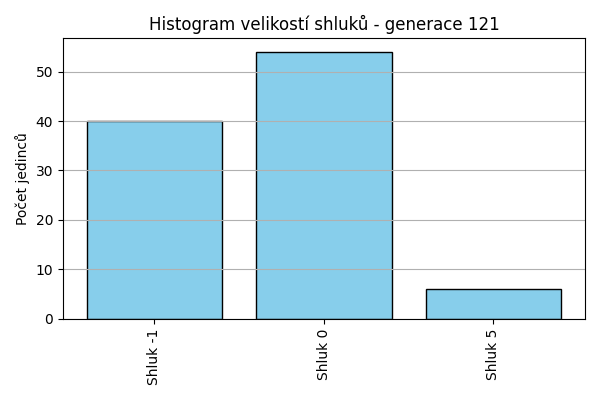 Histogram velikostí shluků - generace 121
Počet jedinců
50
40
30
20
10
0
Shluk -1
Shluk 0
Shluk 5